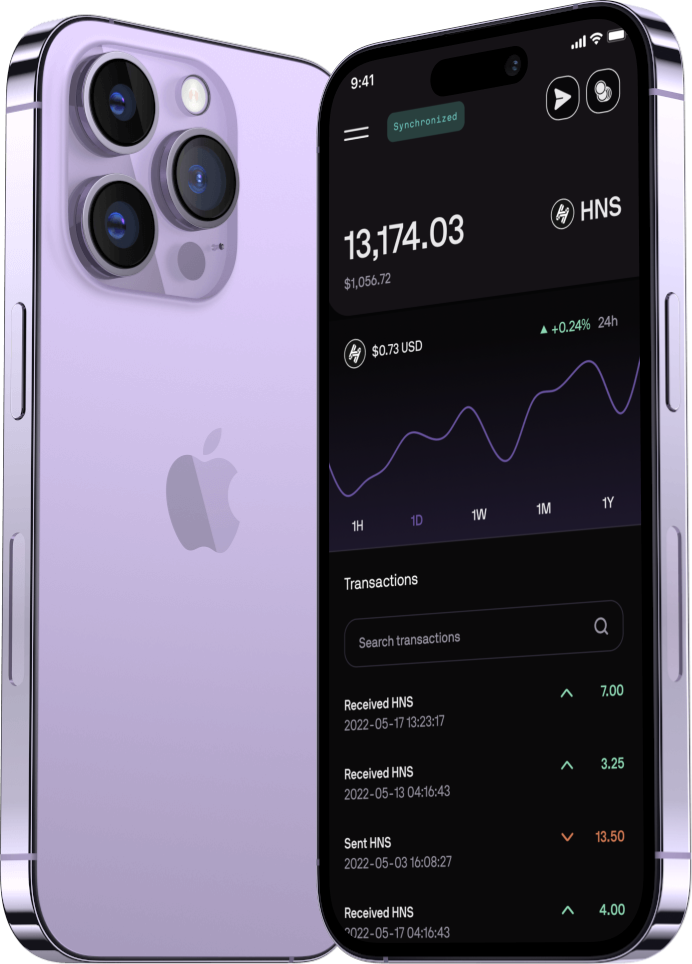 9:41
Synchronized
13,174.03 HNS
$1,056.72
$0.73 USD +0.24% 24h
1H 1D 1W 1M 1Y
Transactions
Search transactions
Received HNS 7.00
2022-05-17 13:23:17
Received HNS 3.25
2022-05-13 04:16:43
Sent HNS 13.50
2022-05-03 16:08:27
Received HNS 4.00
2022-05-17 04:16:43